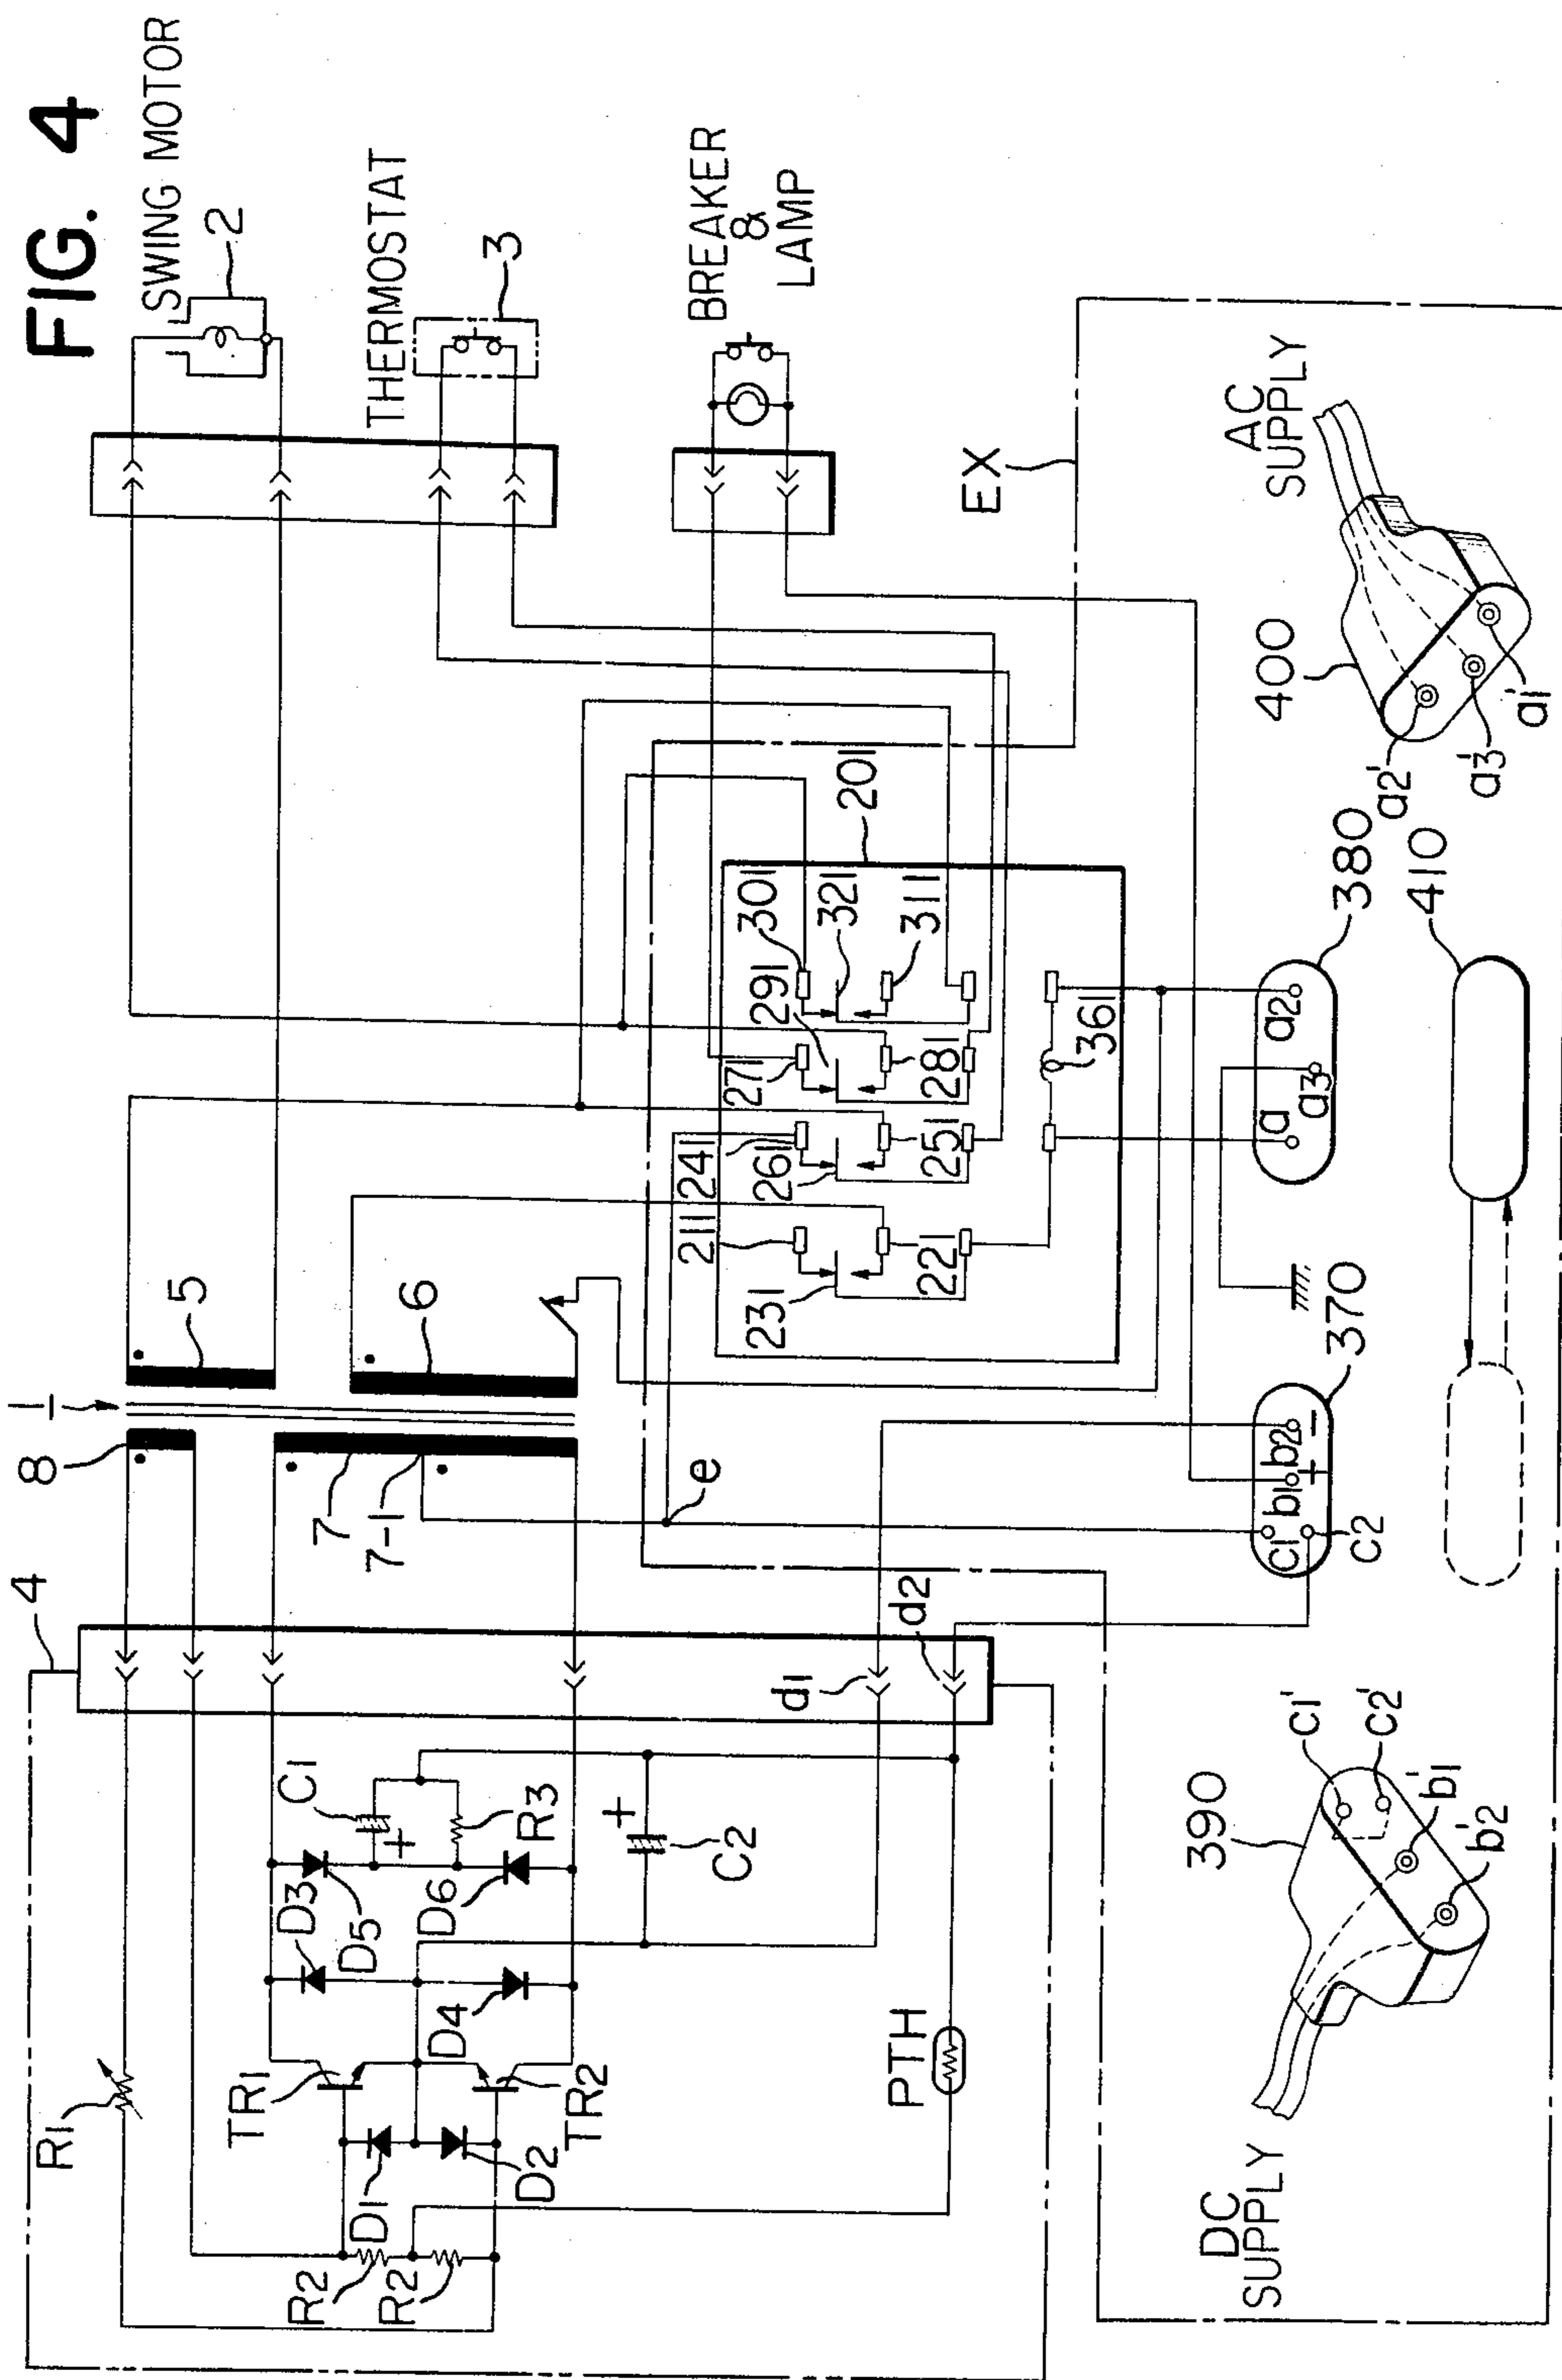 FIG. 4
SWING MOTOR
2
THERMOSTAT
3
BREAKER
&
LAMP
EX
AC
SUPPLY
400
a2'
a3'
a1'
1
5
6
8
7
7-1
e
4
201
301
291
321
311
271
281
241
261
251
211
221
231
361
380
a2
a3
a
410
370
b2 −
b1 +
c1
c2
d1
d2
R1
C1
+
R3
D3
D5
D6
+
C2
TR1
D4
TR2
D1
D2
R2
R2
PTH
390
c1'
c2'
b1'
b2'
DC
SUPPLY